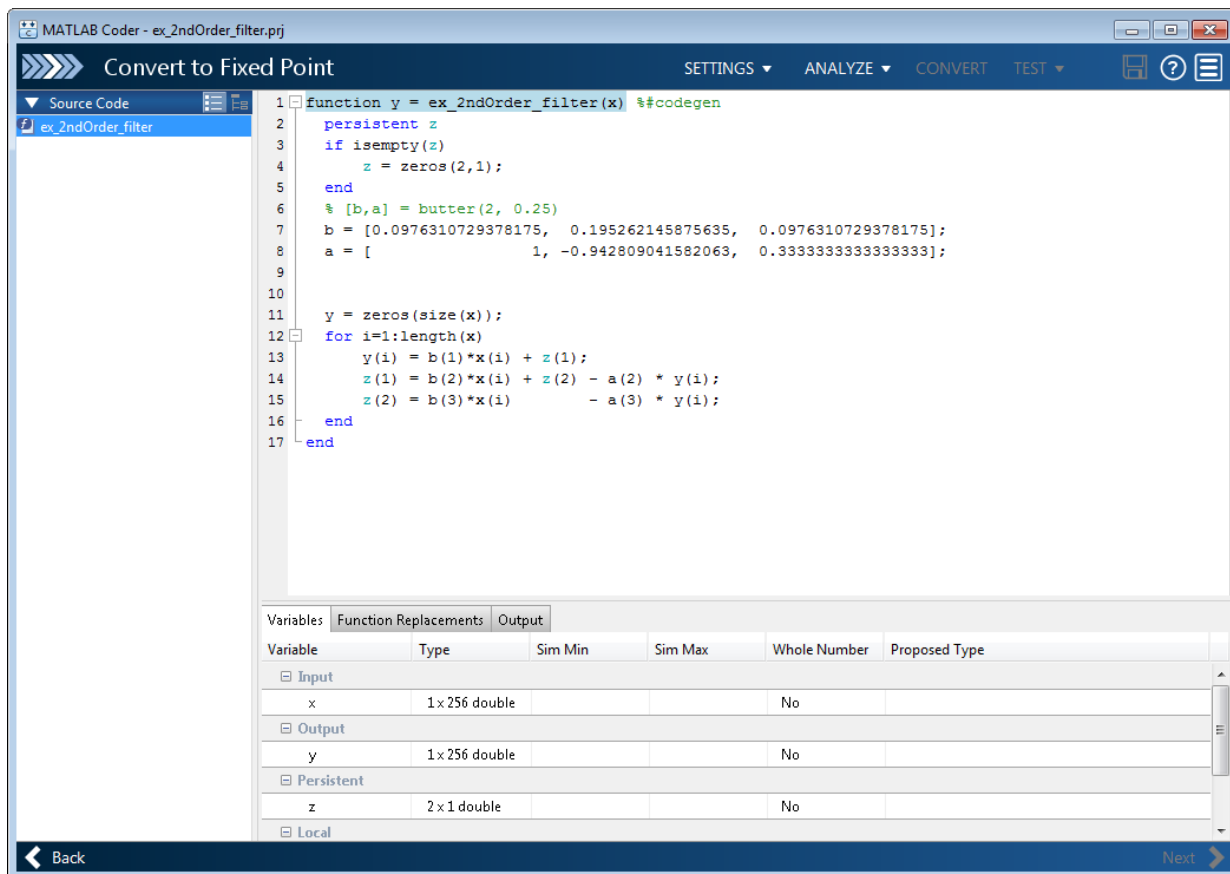 MATLAB Coder - ex_2ndOrder_filter.prj
Convert to Fixed Point SETTINGS ANALYZE CONVERT TEST
Source Code
ex_2ndOrder_filter
1 function y = ex_2ndOrder_filter(x) %#codegen
2 persistent z
3 if isempty(z)
4 z = zeros(2,1);
5 end
6 % [b,a] = butter(2, 0.25)
7 b = [0.0976310729378175, 0.195262145875635, 0.0976310729378175];
8 a = [ 1, -0.942809041582063, 0.3333333333333333];
9
10
11 y = zeros(size(x));
12 for i=1:length(x)
13 y(i) = b(1)*x(i) + z(1);
14 z(1) = b(2)*x(i) + z(2) - a(2) * y(i);
15 z(2) = b(3)*x(i) - a(3) * y(i);
16 end
17 end
Variables Function Replacements Output
Variable Type Sim Min Sim Max Whole Number Proposed Type
Input
x 1 x 256 double No
Output
y 1 x 256 double No
Persistent
z 2 x 1 double No
Local
Back Next